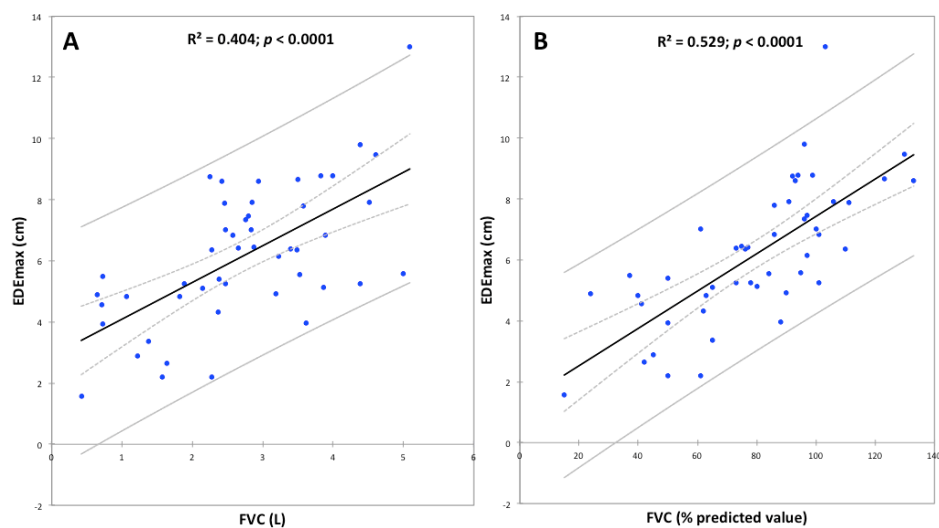 A
R² = 0.404; p < 0.0001
14
12
10
8
6
4
2
0
-2
EDEmax (cm)
0 1 2 3 4 5 6
FVC (L)
B
R² = 0.529; p < 0.0001
14
12
10
8
6
4
2
0
-2
EDEmax (cm)
0 20 40 60 80 100 120 140
FVC (% predicted value)